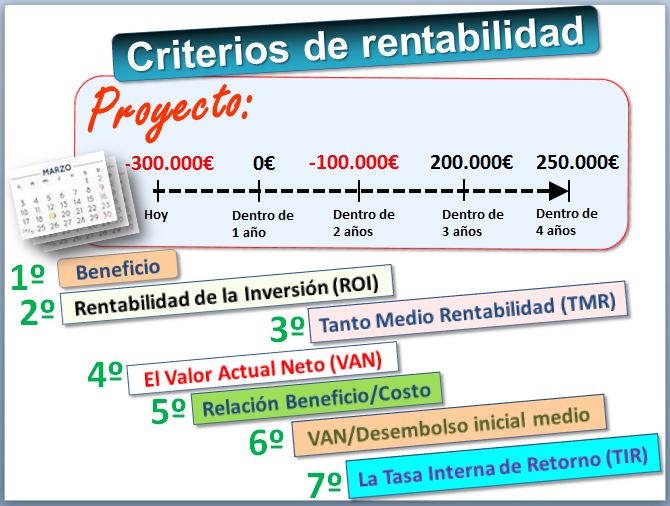 Criterios de rentabilidad
Proyecto:
-300.000€ 0€ -100.000€ 200.000€ 250.000€
Hoy Dentro de 1 año Dentro de 2 años Dentro de 3 años Dentro de 4 años
MARZO
1º Beneficio
2º Rentabilidad de la Inversión (ROI)
3º Tanto Medio Rentabilidad (TMR)
4º El Valor Actual Neto (VAN)
5º Relación Beneficio/Costo
6º VAN/Desembolso inicial medio
7º La Tasa Interna de Retorno (TIR)